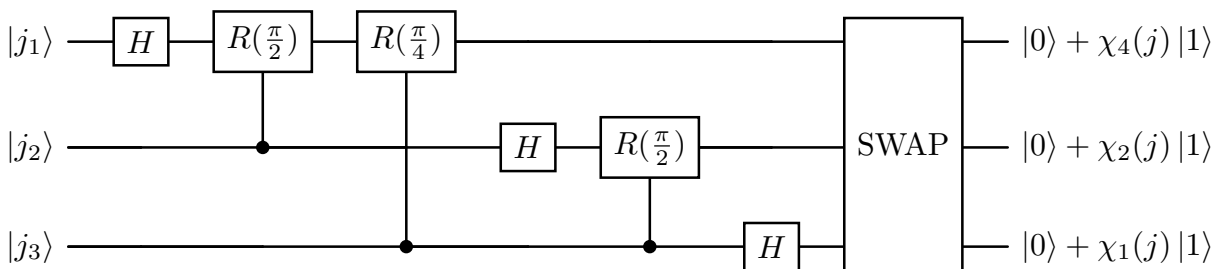 |j₁⟩ H R(π/2) R(π/4) |0⟩ + χ₄(j) |1⟩
|j₂⟩ H R(π/2) SWAP |0⟩ + χ₂(j) |1⟩
|j₃⟩ H |0⟩ + χ₁(j) |1⟩